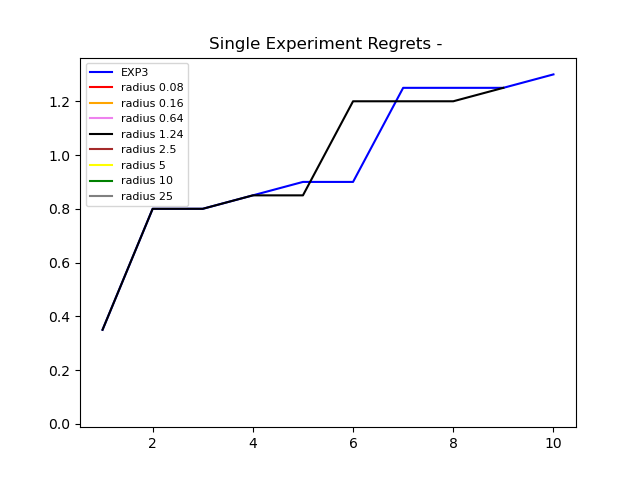 Single Experiment Regrets -
EXP3
radius 0.08
radius 0.16
radius 0.64
radius 1.24
radius 2.5
radius 5
radius 10
radius 25
1.2
1.0
0.8
0.6
0.4
0.2
0.0
2 4 6 8 10